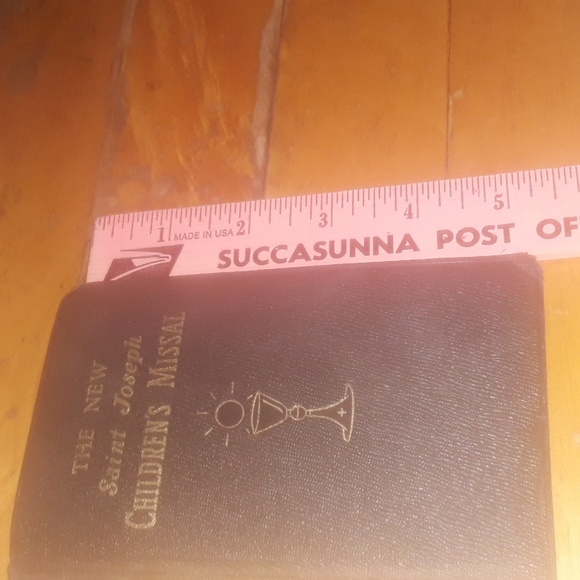 1 MADE IN USA 2 3 4 5
SUCCASUNNA POST OF
THE NEW
Saint Joseph
CHILDREN'S MISSAL